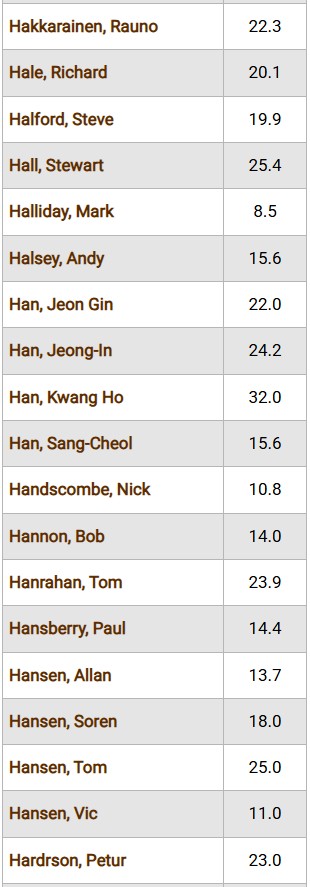 Hakkarainen, Rauno 22.3
Hale, Richard 20.1
Halford, Steve 19.9
Hall, Stewart 25.4
Halliday, Mark 8.5
Halsey, Andy 15.6
Han, Jeon Gin 22.0
Han, Jeong-In 24.2
Han, Kwang Ho 32.0
Han, Sang-Cheol 15.6
Handscombe, Nick 10.8
Hannon, Bob 14.0
Hanrahan, Tom 23.9
Hansberry, Paul 14.4
Hansen, Allan 13.7
Hansen, Soren 18.0
Hansen, Tom 25.0
Hansen, Vic 11.0
Hardrson, Petur 23.0